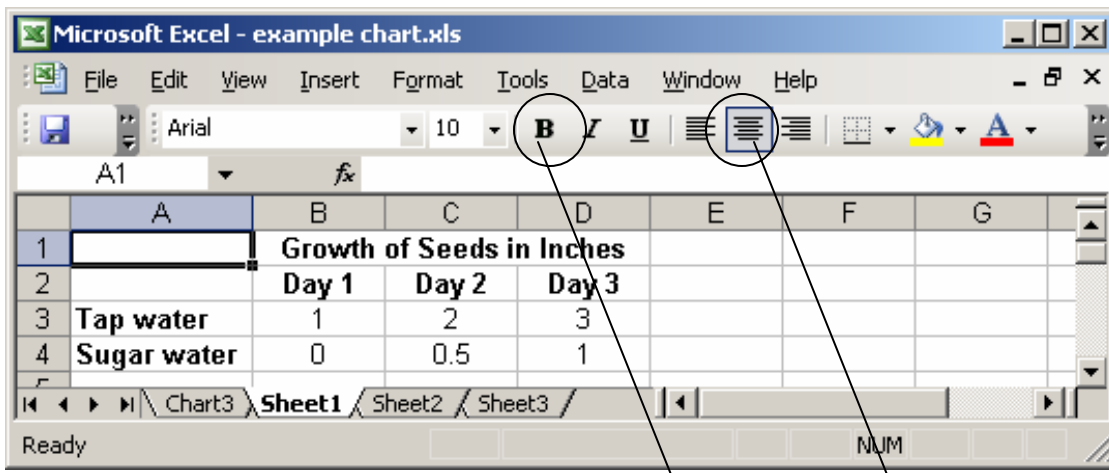 Microsoft Excel - example chart.xls
File Edit View Insert Format Tools Data Window Help
Arial 10 B I U A
A1 fx
A B C D E F G
1 Growth of Seeds in Inches
2 Day 1 Day 2 Day 3
3 Tap water 1 2 3
4 Sugar water 0 0.5 1
Chart3 Sheet1 Sheet2 Sheet3
Ready NUM